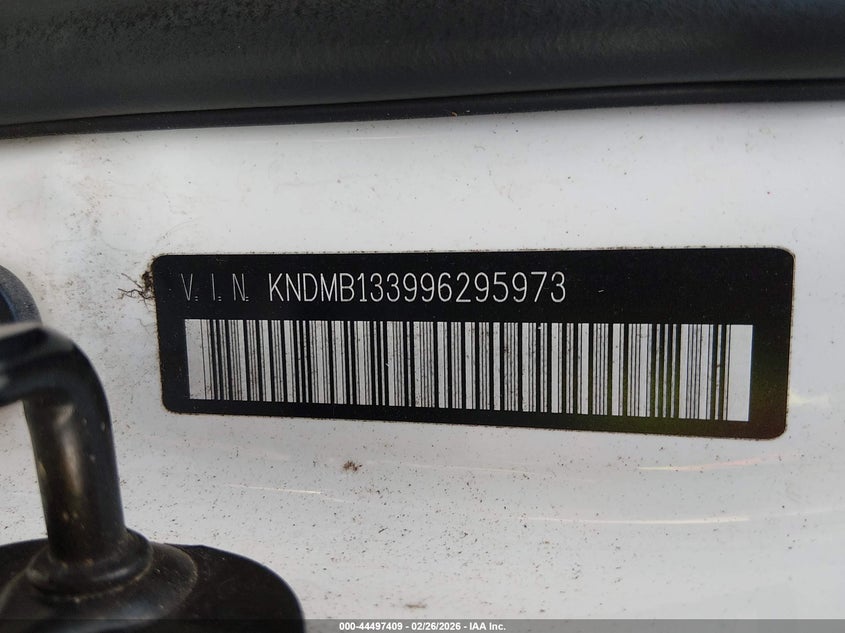 V.I.N. KNDMB133996295973
000-44497409 - 02/26/2026 - IAA Inc.